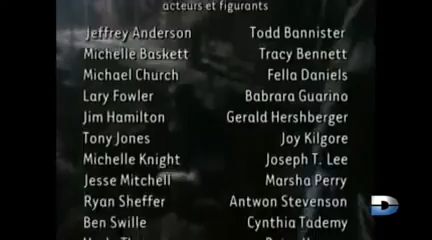 acteurs et figurants
Jeffrey Anderson Todd Bannister
Michelle Baskett Tracy Bennett
Michael Church Fella Daniels
Lary Fowler Babrara Guarino
Jim Hamilton Gerald Hershberger
Tony Jones Joy Kilgore
Michelle Knight Joseph T. Lee
Jesse Mitchell Marsha Perry
Ryan Sheffer Antwon Stevenson
Ben Swille Cynthia Tademy
D